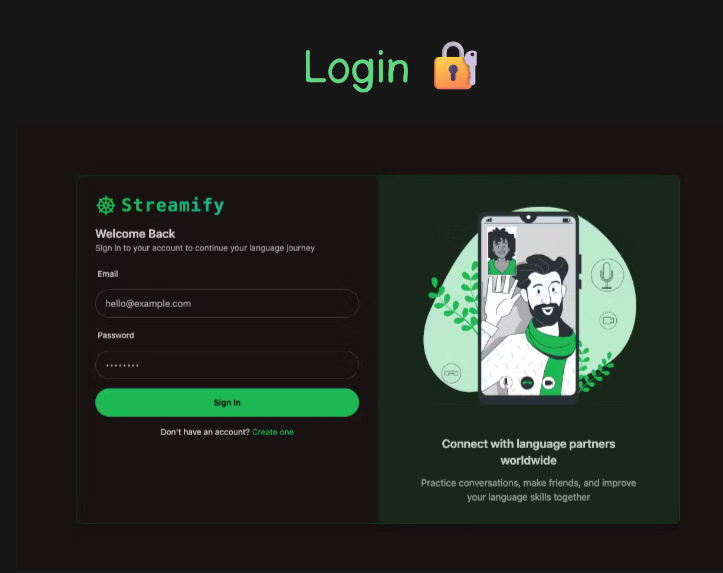 Login
Streamify
Welcome Back
Sign in to your account to continue your language journey
Email
hello@example.com
Password
••••••••
Sign In
Don't have an account? Create one
Connect with language partners
worldwide
Practice conversations, make friends, and improve
your language skills together